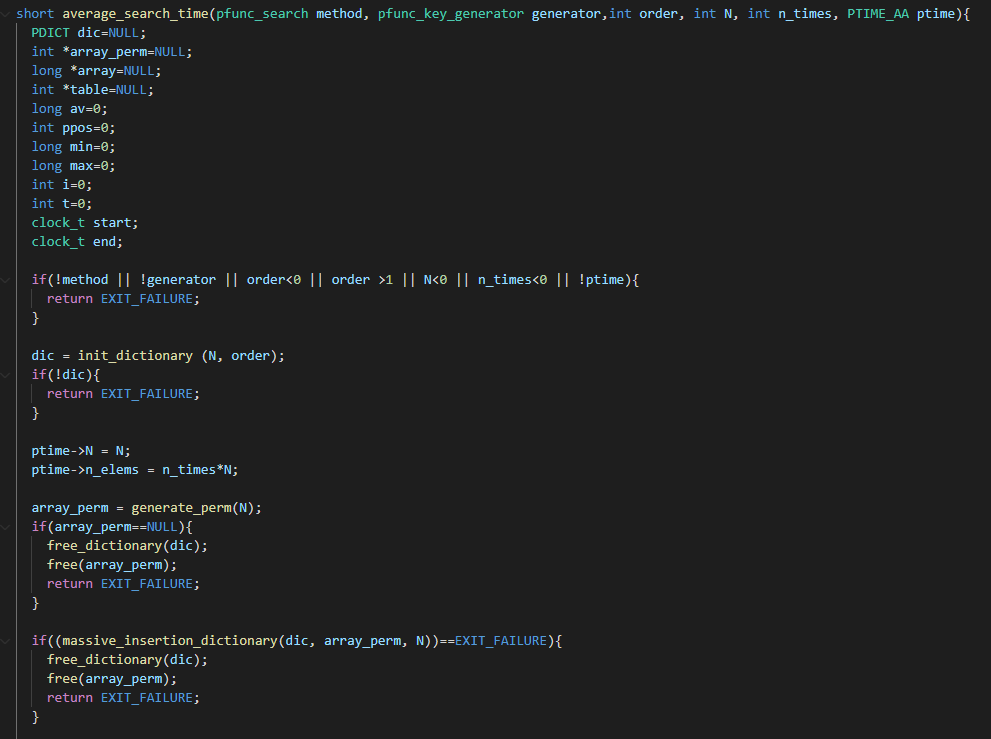 short average_search_time(pfunc_search method, pfunc_key_generator generator,int order, int N, int n_times, PTIME_AA ptime){
PDICT dic=NULL;
int *array_perm=NULL;
long *array=NULL;
int *table=NULL;
long av=0;
int ppos=0;
long min=0;
long max=0;
int i=0;
int t=0;
clock_t start;
clock_t end;
if(!method || !generator || order<0 || order >1 || N<0 || n_times<0 || !ptime){
return EXIT_FAILURE;
}
dic = init_dictionary (N, order);
if(!dic){
return EXIT_FAILURE;
}
ptime->N = N;
ptime->n_elems = n_times*N;
array_perm = generate_perm(N);
if(array_perm==NULL){
free_dictionary(dic);
free(array_perm);
return EXIT_FAILURE;
}
if((massive_insertion_dictionary(dic, array_perm, N))==EXIT_FAILURE){
free_dictionary(dic);
free(array_perm);
return EXIT_FAILURE;
}